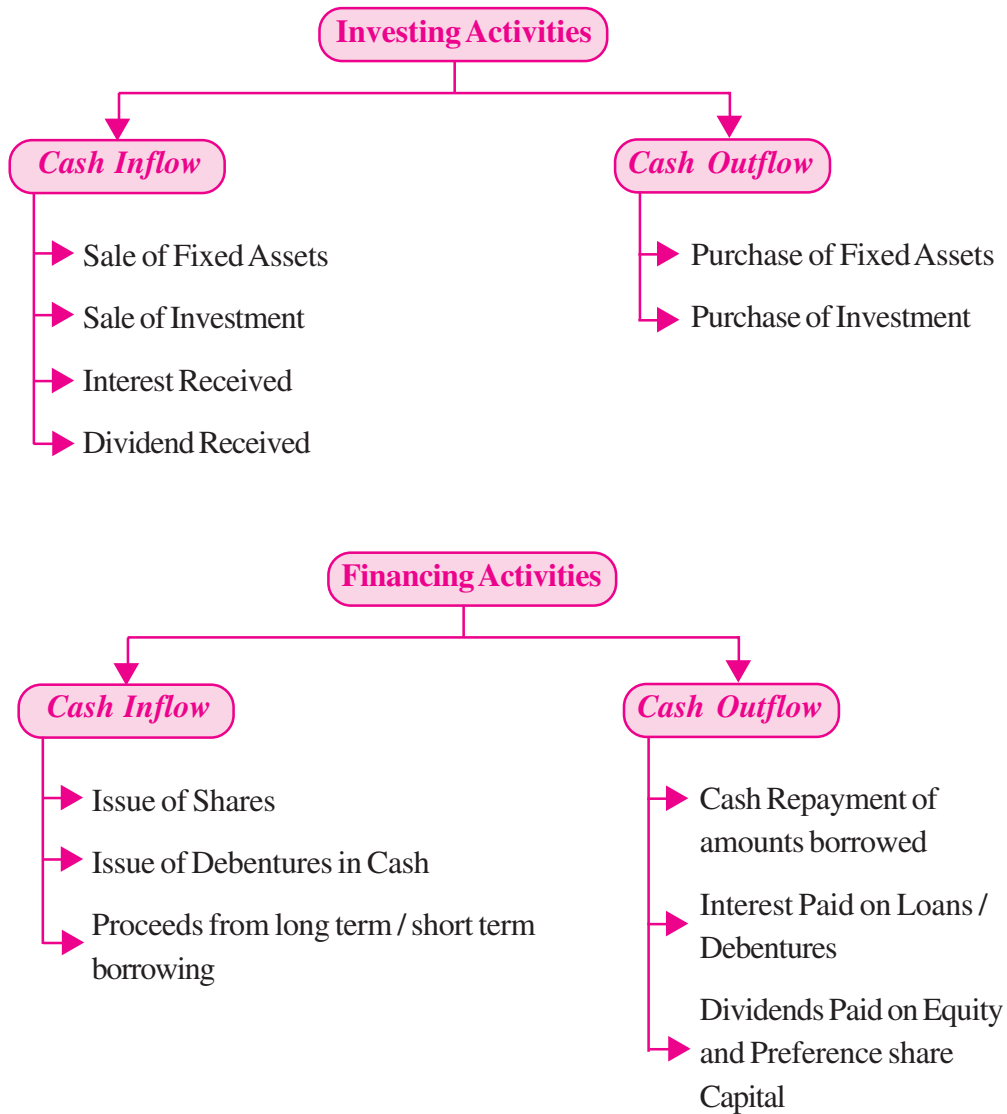 Investing Activities
Cash Inflow
Sale of Fixed Assets
Sale of Investment
Interest Received
Dividend Received
Cash Outflow
Purchase of Fixed Assets
Purchase of Investment
Financing Activities
Cash Inflow
Issue of Shares
Issue of Debentures in Cash
Proceeds from long term / short term
borrowing
Cash Outflow
Cash Repayment of
amounts borrowed
Interest Paid on Loans /
Debentures
Dividends Paid on Equity
and Preference share
Capital